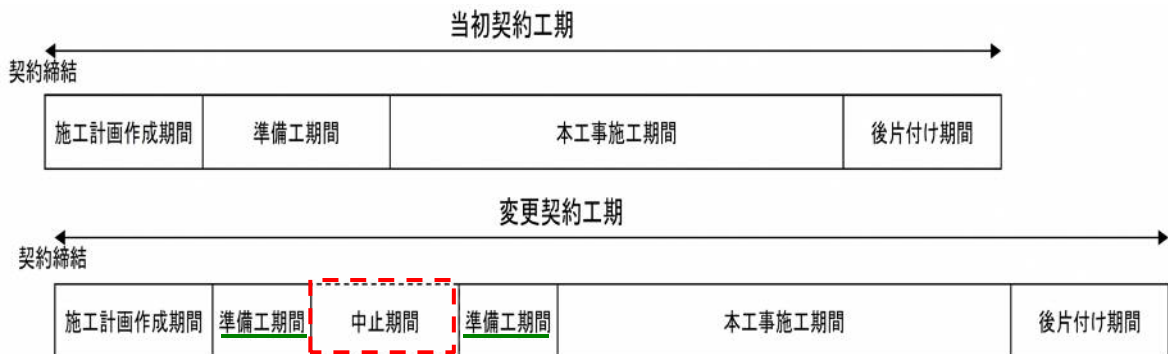 当初契約工期
契約締結
施工計画作成期間 準備工期間 本工事施工期間 後片付け期間
変更契約工期
契約締結
施工計画作成期間 準備工期間 中止期間 準備工期間 本工事施工期間 後片付け期間